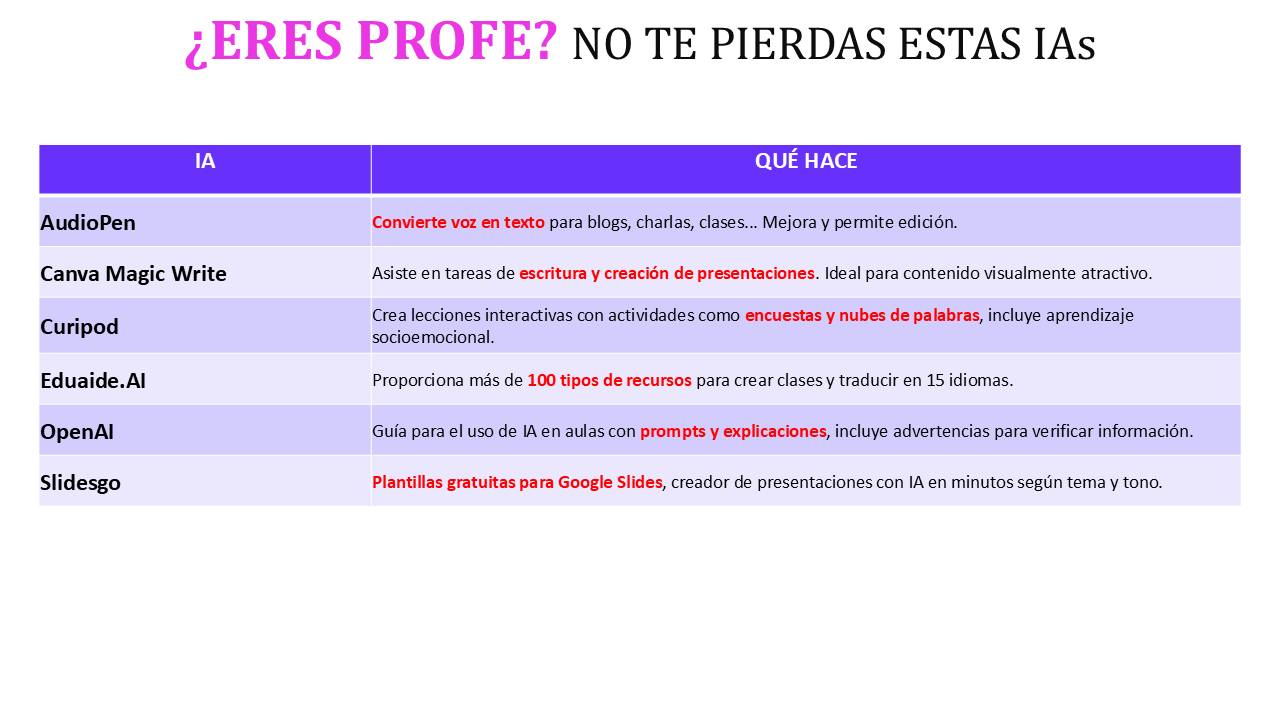 ¿ERES PROFE? NO TE PIERDAS ESTAS IAs
IA
QUÉ HACE
AudioPen
Convierte voz en texto para blogs, charlas, clases... Mejora y permite edición.
Canva Magic Write
Asiste en tareas de escritura y creación de presentaciones. Ideal para contenido visualmente atractivo.
Curipod
Crea lecciones interactivas con actividades como encuestas y nubes de palabras, incluye aprendizaje
socioemocional.
Eduaide.AI
Proporciona más de 100 tipos de recursos para crear clases y traducir en 15 idiomas.
OpenAI
Guía para el uso de IA en aulas con prompts y explicaciones, incluye advertencias para verificar información.
Slidesgo
Plantillas gratuitas para Google Slides, creador de presentaciones con IA en minutos según tema y tono.